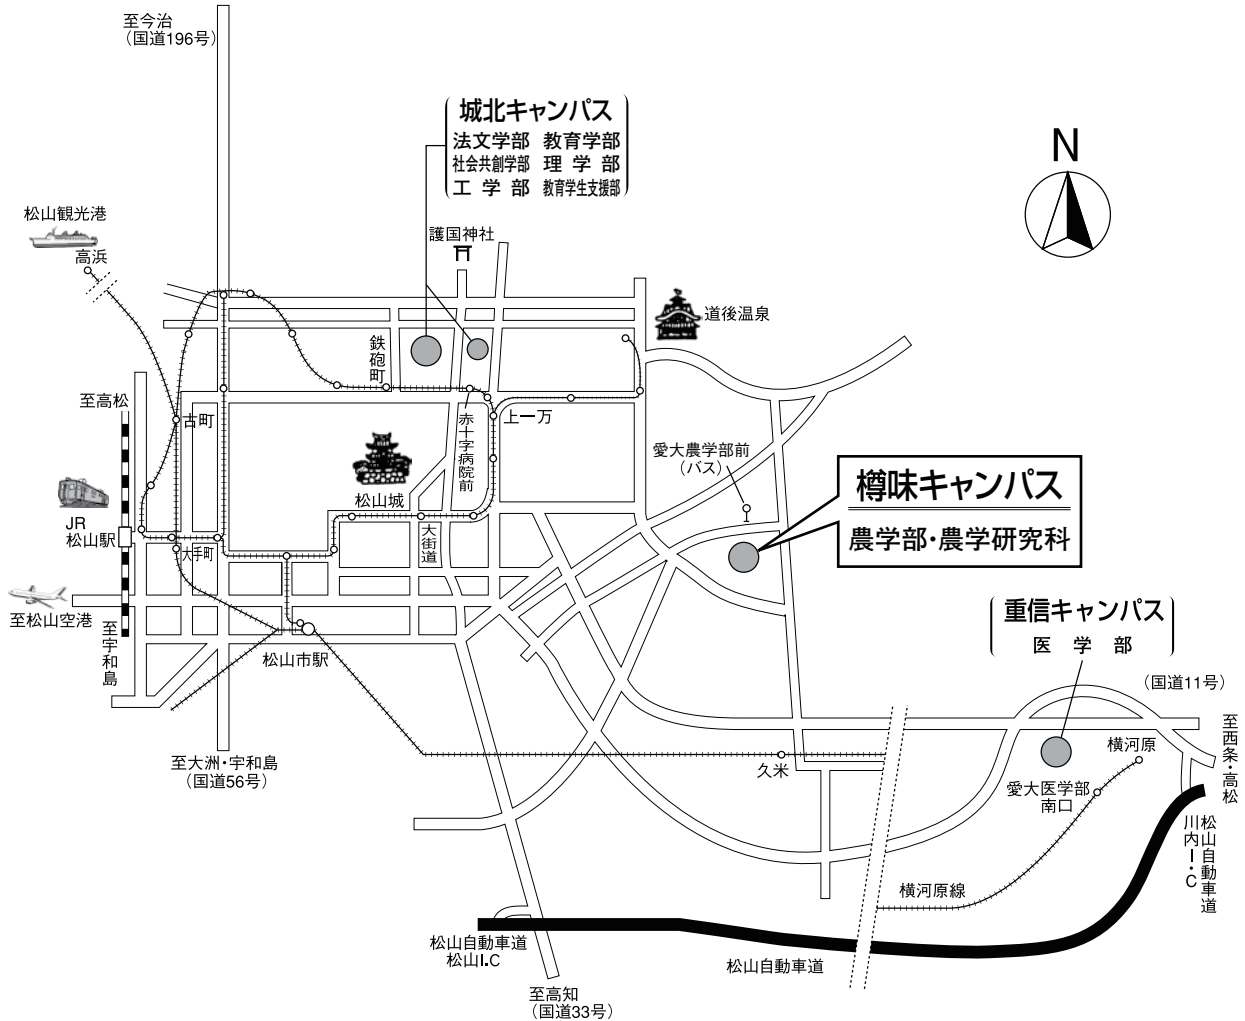 至今治
（国道196号）
城北キャンパス
法文学部 教育学部
社会共創学部 理学部
工学部 教育学生支援部
N
松山観光港
高浜
護国神社
道後温泉
鉄砲町
至高松
古町
赤十字病院前
上一万
愛大農学部前
（バス）
樽味キャンパス
農学部・農学研究科
松山城
JR
松山駅
大手町
大街道
至松山空港
至宇和島
松山市駅
重信キャンパス
医学部
（国道11号）
至西条・高松
至大洲・宇和島
（国道56号）
久米
横河原
愛大医学部
南口
松山自動車道
川内I・C
横河原線
松山自動車道
松山I.C
松山自動車道
至高知
（国道33号）